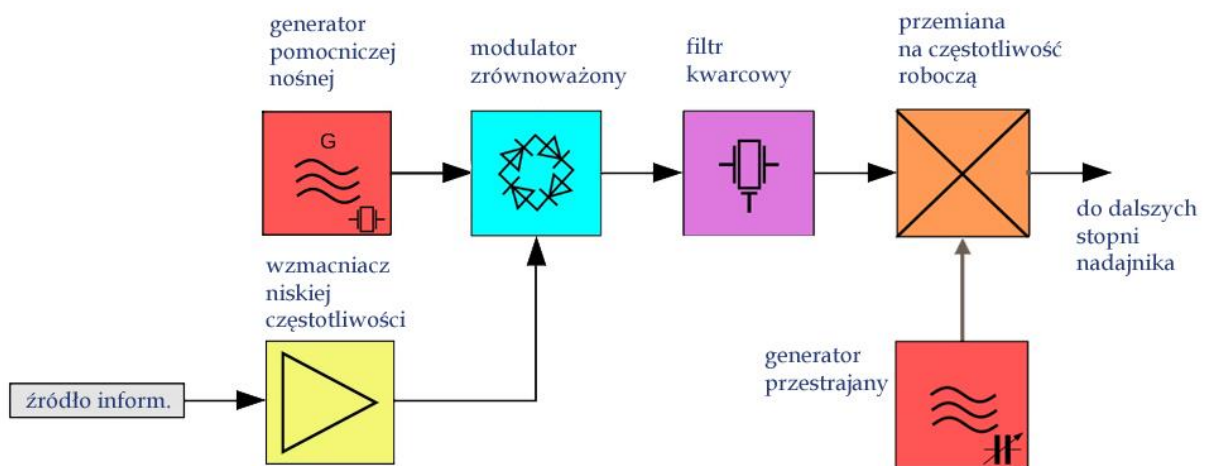 generator
pomocniczej
nośnej
modulator
zrównoważony
filtr
kwarcowy
przemiana
na częstotliwość
roboczą
G
wzmacniacz
niskiej
częstotliwości
do dalszych
stopni
nadajnika
źródło inform.
generator
przestrajany